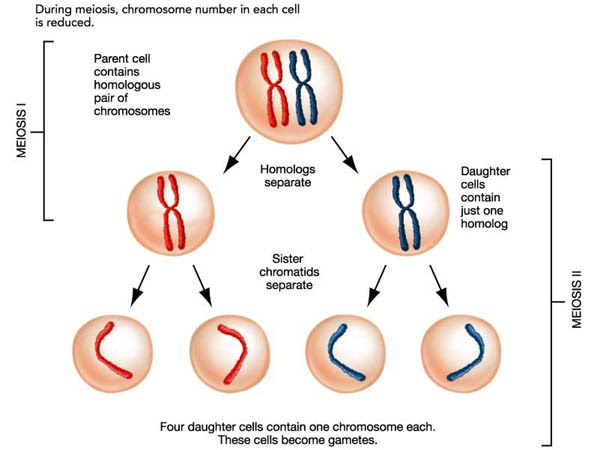 During meiosis, chromosome number in each cell
is reduced.
MEIOSIS I
Parent cell
contains
homologous
pair of
chromosomes
Homologs
separate
Daughter
cells
contain
just one
homolog
Sister
chromatids
separate
MEIOSIS II
Four daughter cells contain one chromosome each.
These cells become gametes.